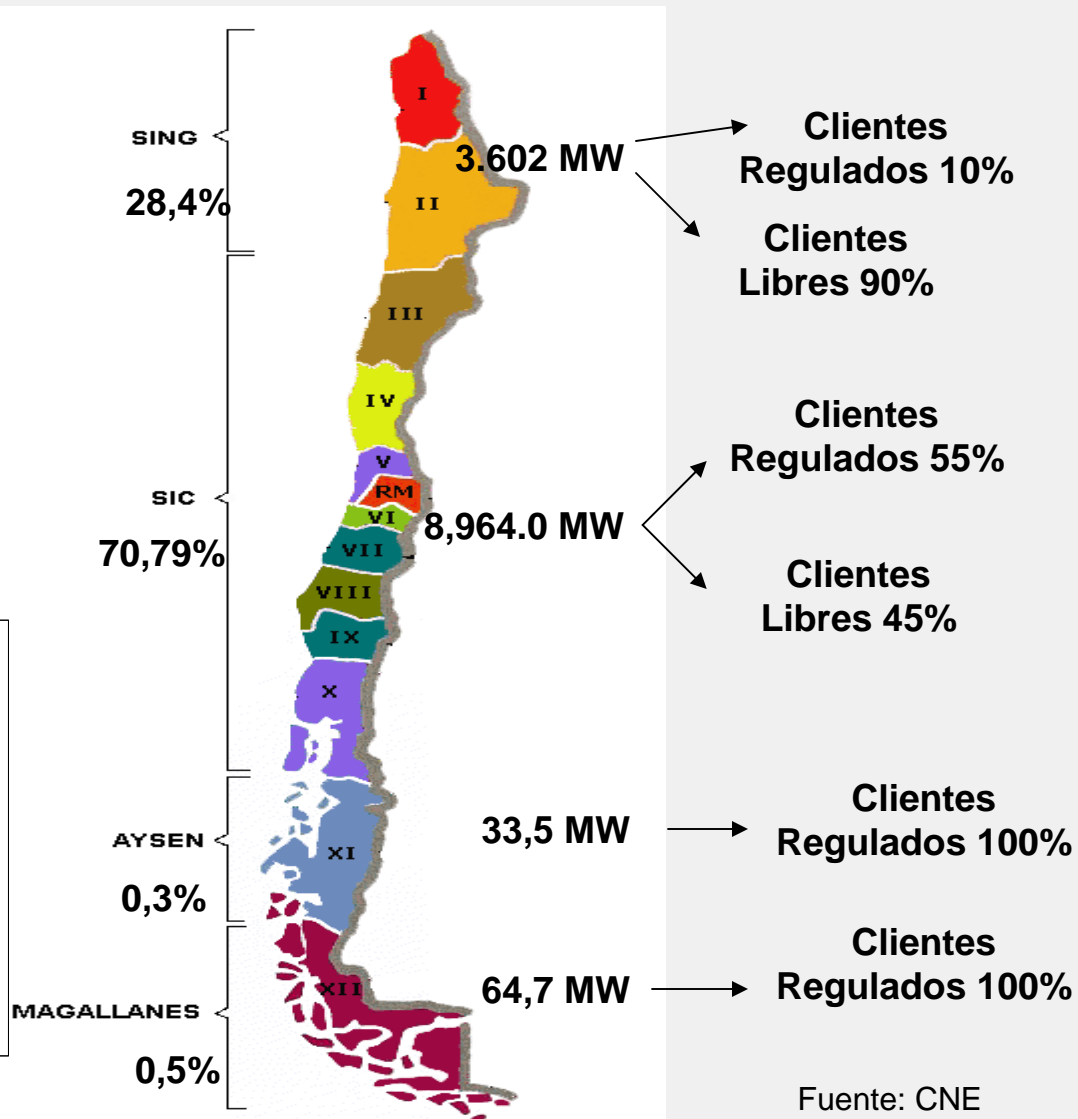 SING
28,4%
I
II
3.602 MW
Clientes
Regulados 10%
Clientes
Libres 90%
III
IV
V
RM
VI
VII
VIII
IX
X
SIC
70,79%
8,964.0 MW
Clientes
Regulados 55%
Clientes
Libres 45%
AYSEN
0,3%
XI
33,5 MW
Clientes
Regulados 100%
MAGALLANES
0,5%
XII
64,7 MW
Clientes
Regulados 100%
Fuente: CNE